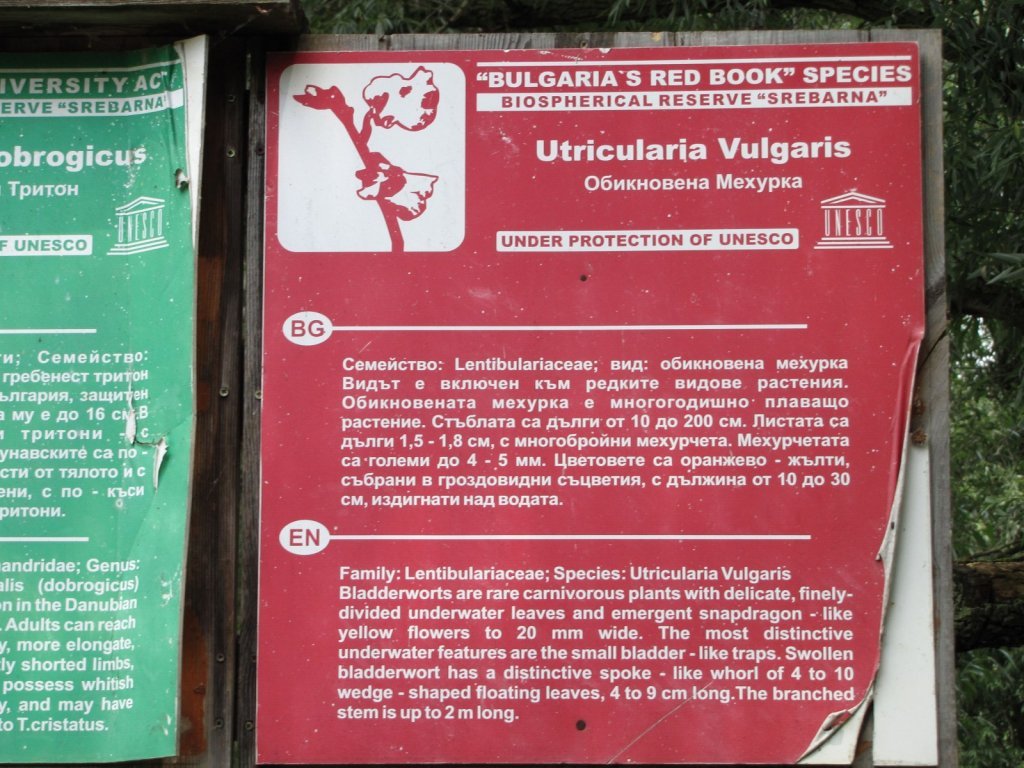 IVERSITY AC
ERVE “SREBARNA”
obrogicus
Тритон
F UNESCO
UNESCO
ти; Семейство:
гребенест тритон
ългария, защитен
а му е до 16 см.В
и тритони - с
унавските са по -
сти от тялото и с
ени, с по - къси
ритони.
andridae; Genus:
alis (dobrogicus)
on in the Danubian
. Adults can reach
y, more elongate,
tly shorted limbs,
possess whitish
y, and may have
to T.cristatus.
“BULGARIA`S RED BOOK” SPECIES
BIOSPHERICAL RESERVE “SREBARNA”
Utricularia Vulgaris
Обикновена Мехурка
UNDER PROTECTION OF UNESCO
UNESCO
BG
Семейство: Lentibulariaceae; вид: обикновена мехурка
Видът е включен към редките видове растения.
Обикновената мехурка е многогодишно плаващо
растение. Стъблата са дълги от 10 до 200 см. Листата са
дълги 1,5 - 1,8 см, с многобройни мехурчета. Мехурчетата
са големи до 4 - 5 мм. Цветовете са оранжево - жълти,
събрани в гроздовидни съцветия, с дължина от 10 до 30
см, издигнати над водата.
EN
Family: Lentibulariaceae; Species: Utricularia Vulgaris
Bladderworts are rare carnivorous plants with delicate, finely-
divided underwater leaves and emergent snapdragon - like
yellow flowers to 20 mm wide. The most distinctive
underwater features are the small bladder - like traps. Swollen
bladderwort has a distinctive spoke - like whorl of 4 to 10
wedge - shaped floating leaves, 4 to 9 cm long.The branched
stem is up to 2 m long.